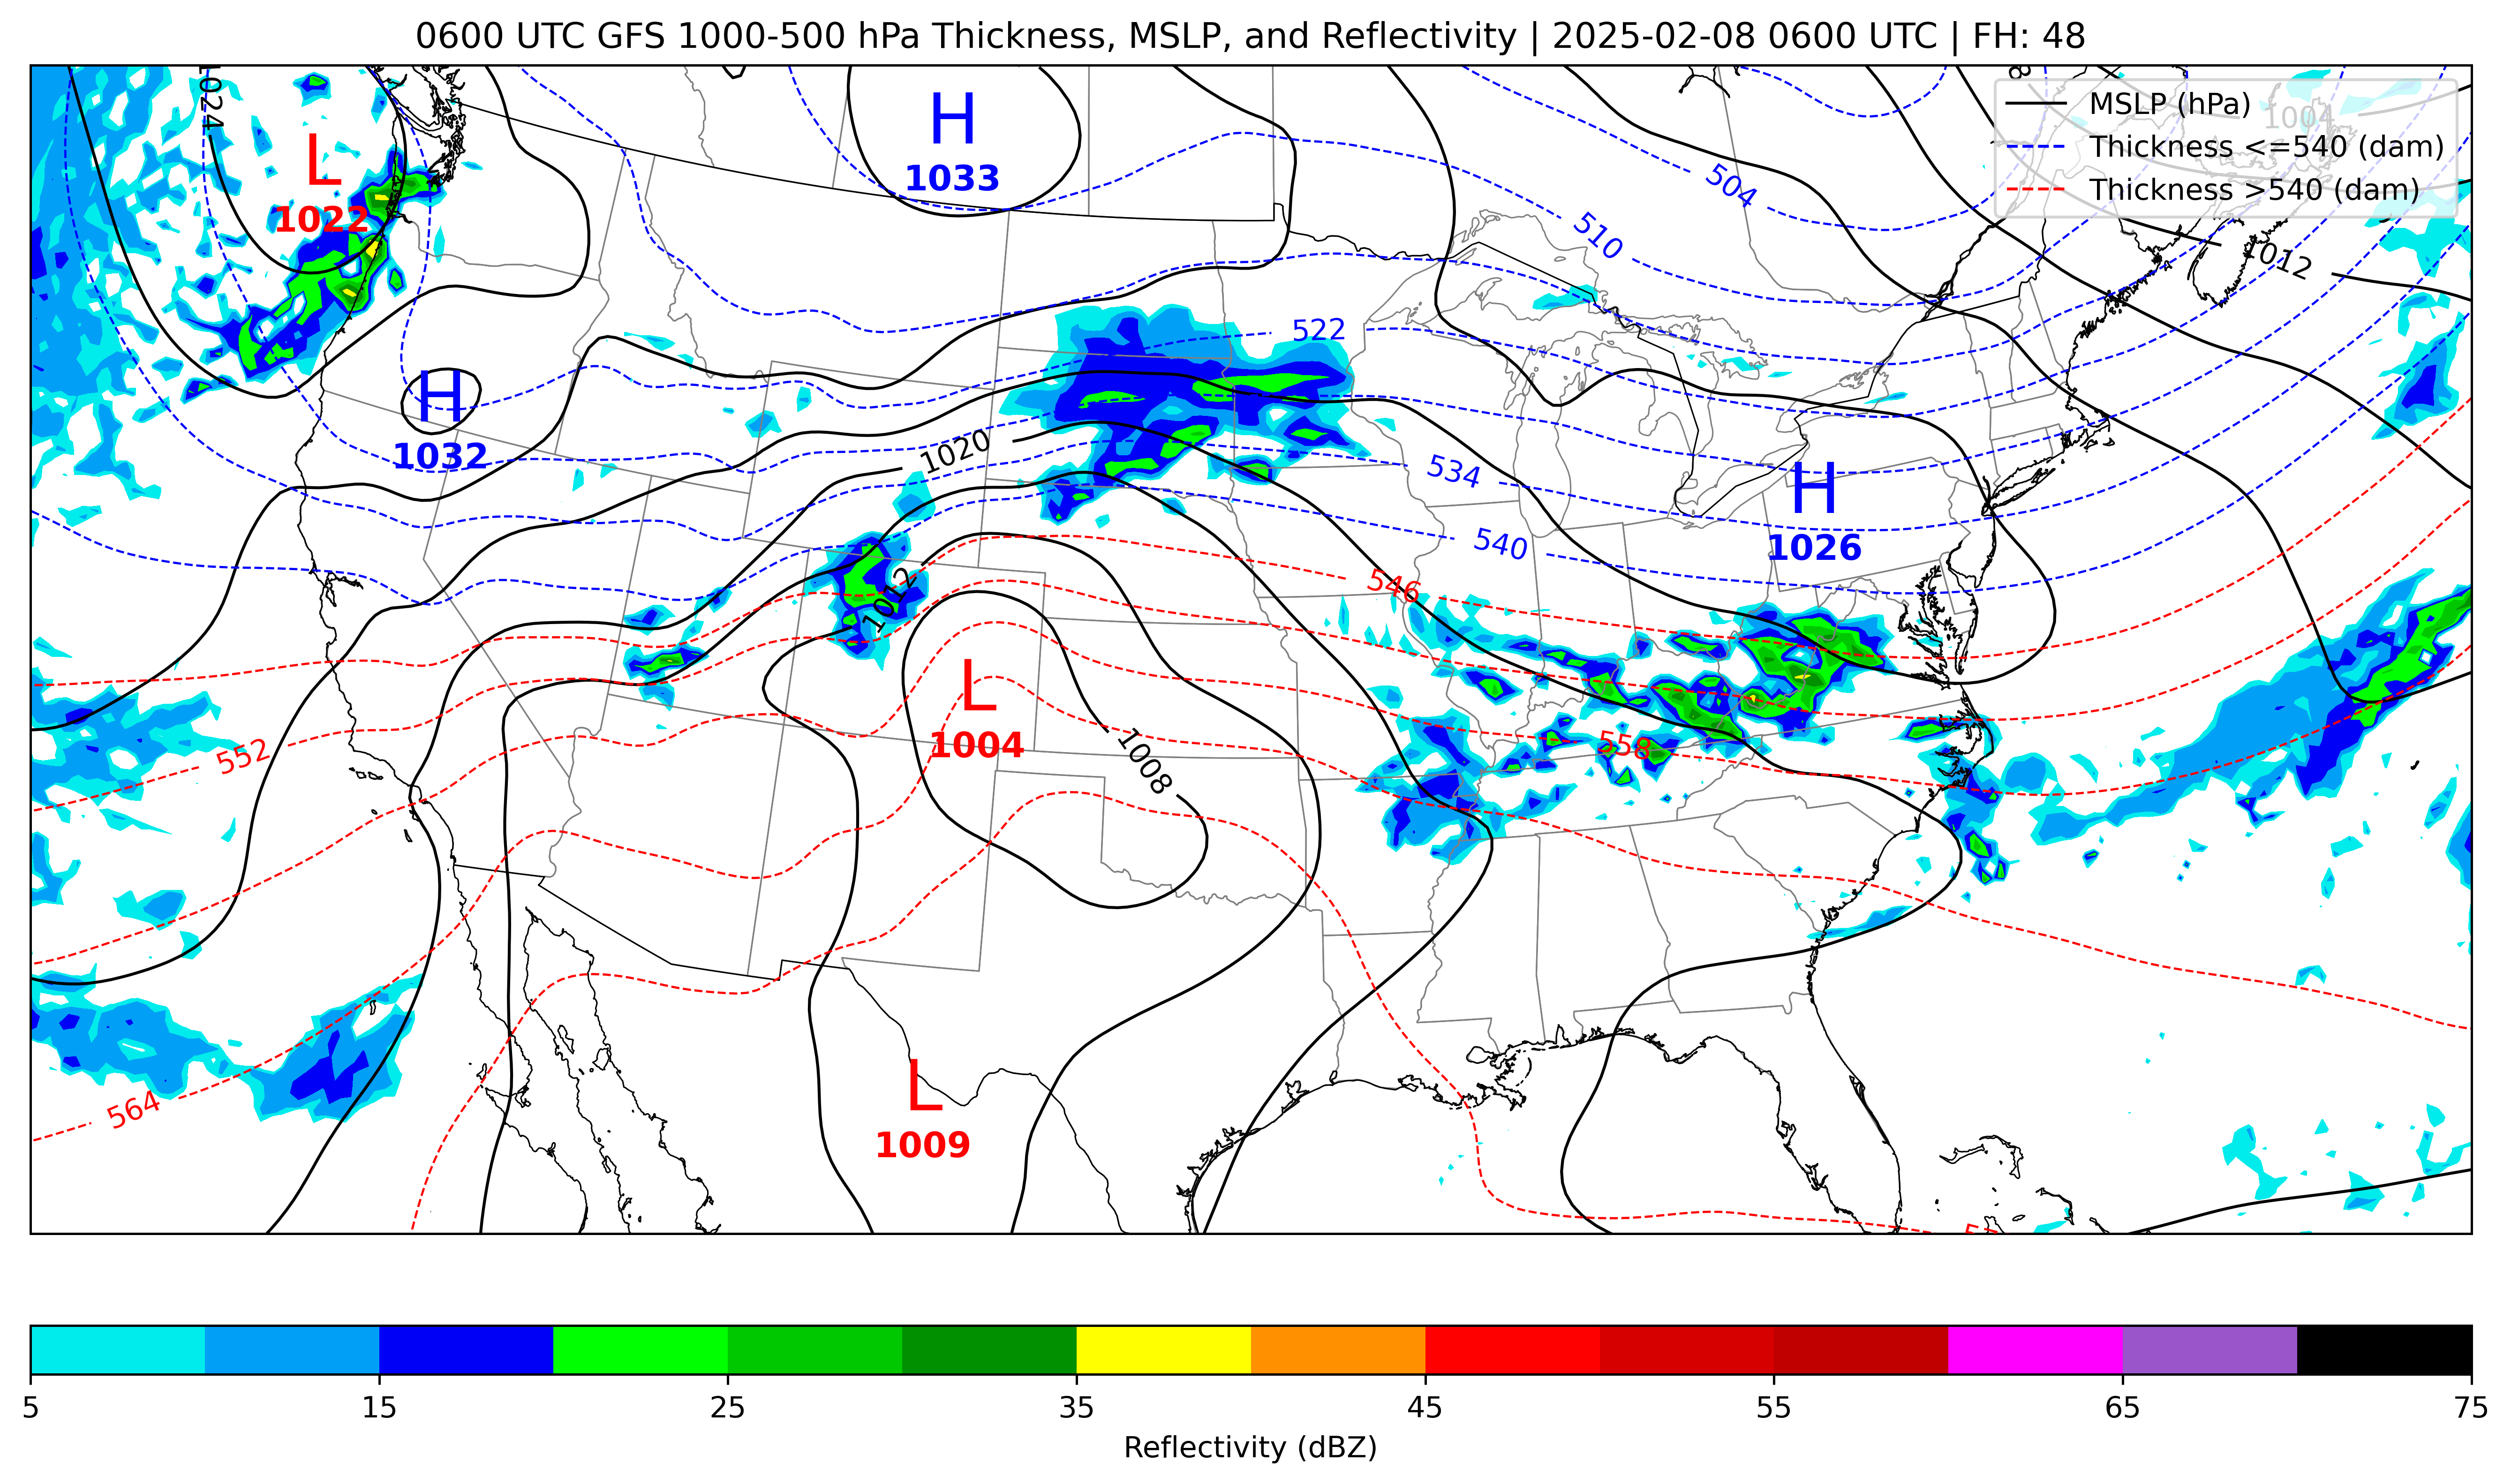 0600 UTC GFS 1000-500 hPa Thickness, MSLP, and Reflectivity | 2025-02-08 0600 UTC | FH: 48
1024
H
1033
L
1022
MSLP (hPa)
1004
Thickness <=540 (dam)
Thickness >540 (dam)
504
510
1012
522
H
1032
1020
534
H
1026
540
546
1012
L
1004
1008
552
558
L
1009
564
5 15 25 35 45 55 65 75
Reflectivity (dBZ)